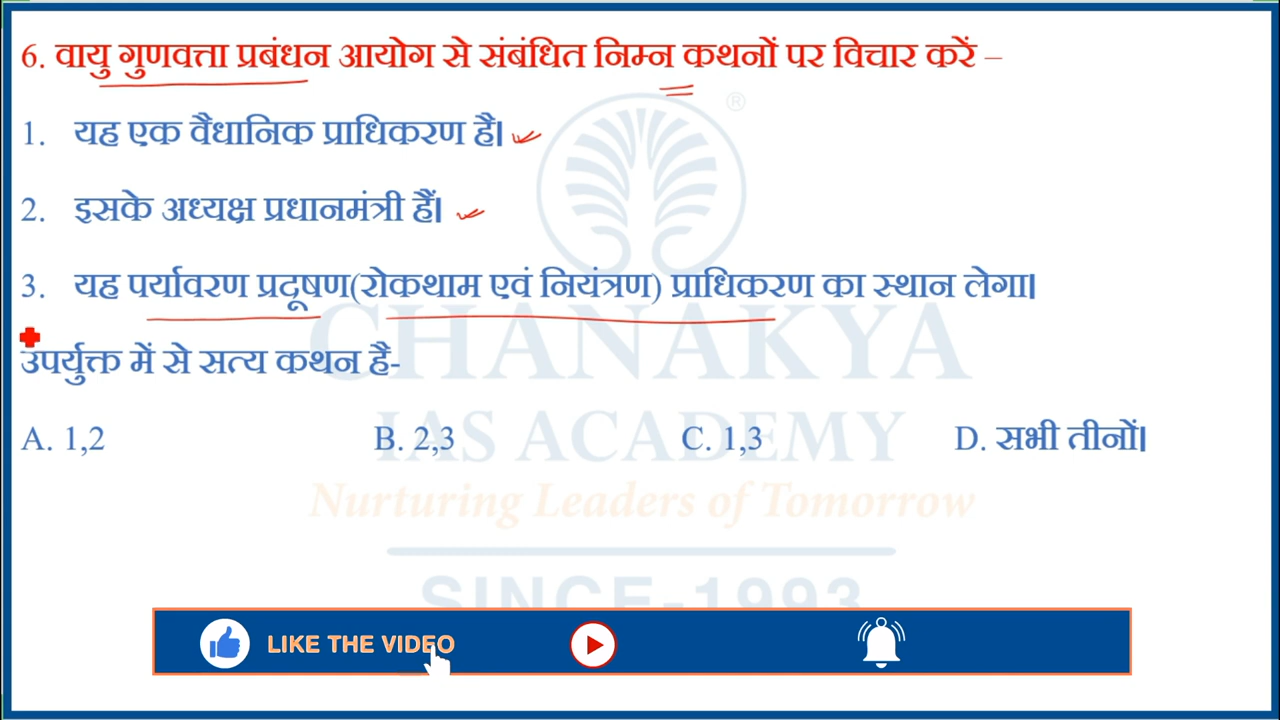 6. वायु गुणवत्ता प्रबंधन आयोग से संबंधित निम्न कथनों पर विचार करें –
1. यह एक वैधानिक प्राधिकरण है।
2. इसके अध्यक्ष प्रधानमंत्री हैं।
3. यह पर्यावरण प्रदूषण(रोकथाम एवं नियंत्रण) प्राधिकरण का स्थान लेगा।
उपर्युक्त में से सत्य कथन है-
A. 1,2 B. 2,3 C. 1,3 D. सभी तीनों।
®
CHANAKYA
IAS ACADEMY
Nurturing Leaders of Tomorrow
SINCE-1993
LIKE THE VIDEO